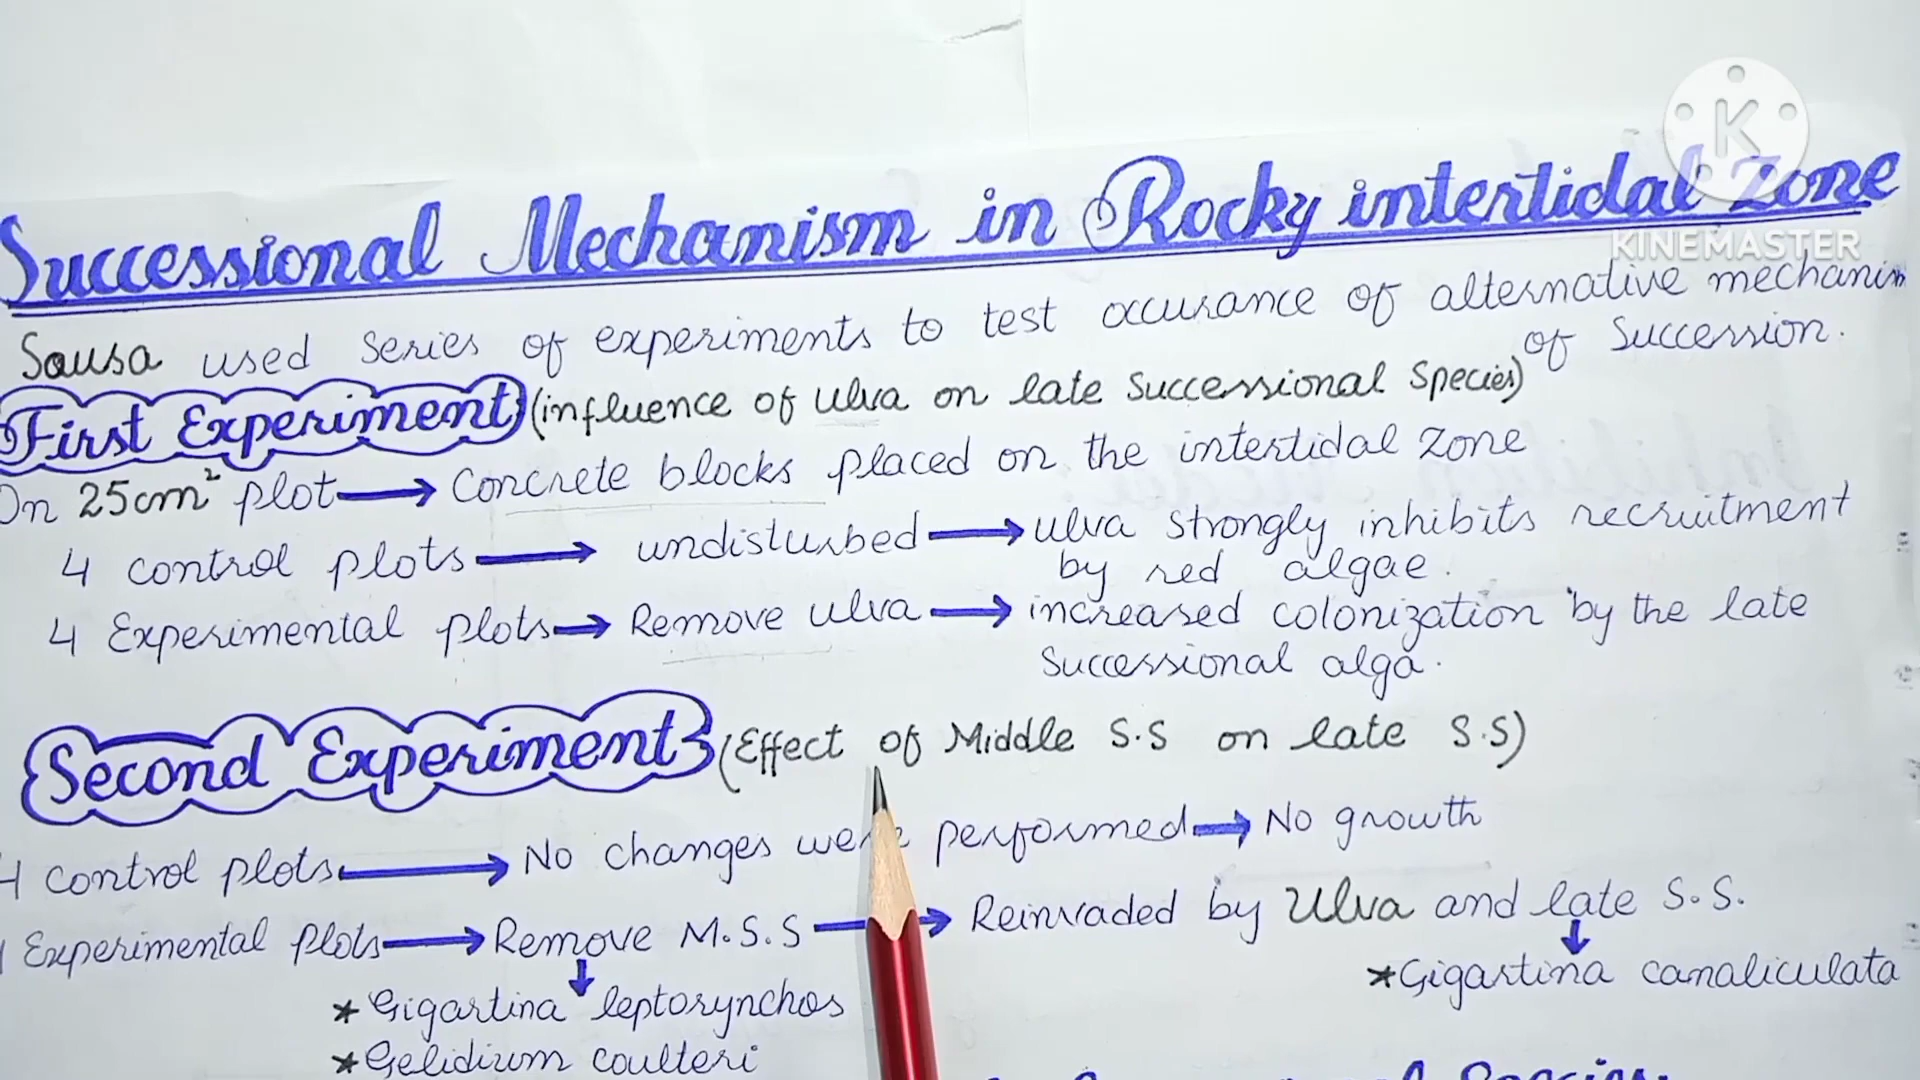 K
KINEMASTER
Successional Mechanism in Rocky intertidal Zone
Sousa used series of experiments to test occurance of alternative mechanism
of Succession.
First Experiment (influence of ulva on late Successional Species)
On 25cm² plot → Concrete blocks placed on the intertidal zone
4 control plots → undisturbed → ulva strongly inhibits recruitment
by red algae.
4 Experimental plots → Remove ulva → increased colonization by the late
Successional alga.
Second Experiment (Effect of Middle S.S on late S.S)
4 control plots → No changes were performed → No growth
Experimental plots → Remove M.S.S → Reinvaded by Ulva and late S.S.
↓ ↓
* Gigartina leptorynchos * Gigartina canaliculata
* Gelidium coulteri